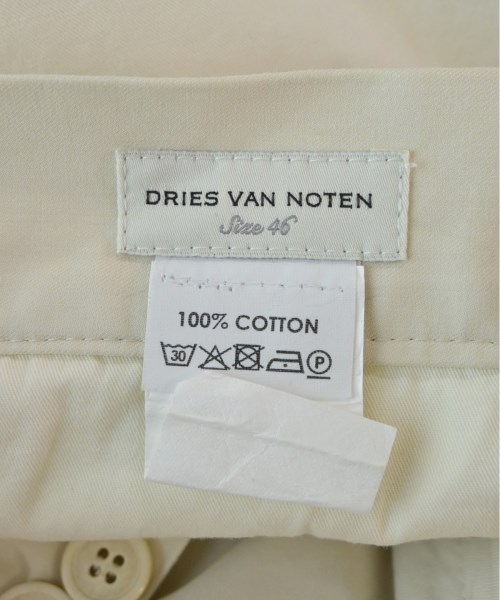 DRIES VAN NOTEN
Size 46
100% COTTON
30 P